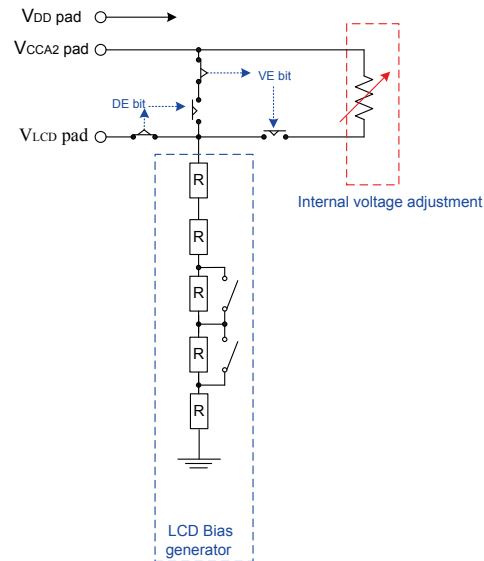 VDD pad
VCCA2 pad
VE bit
DE bit
VLCD pad
Internal voltage adjustment
R
R
R
R
R
LCD Bias
generator